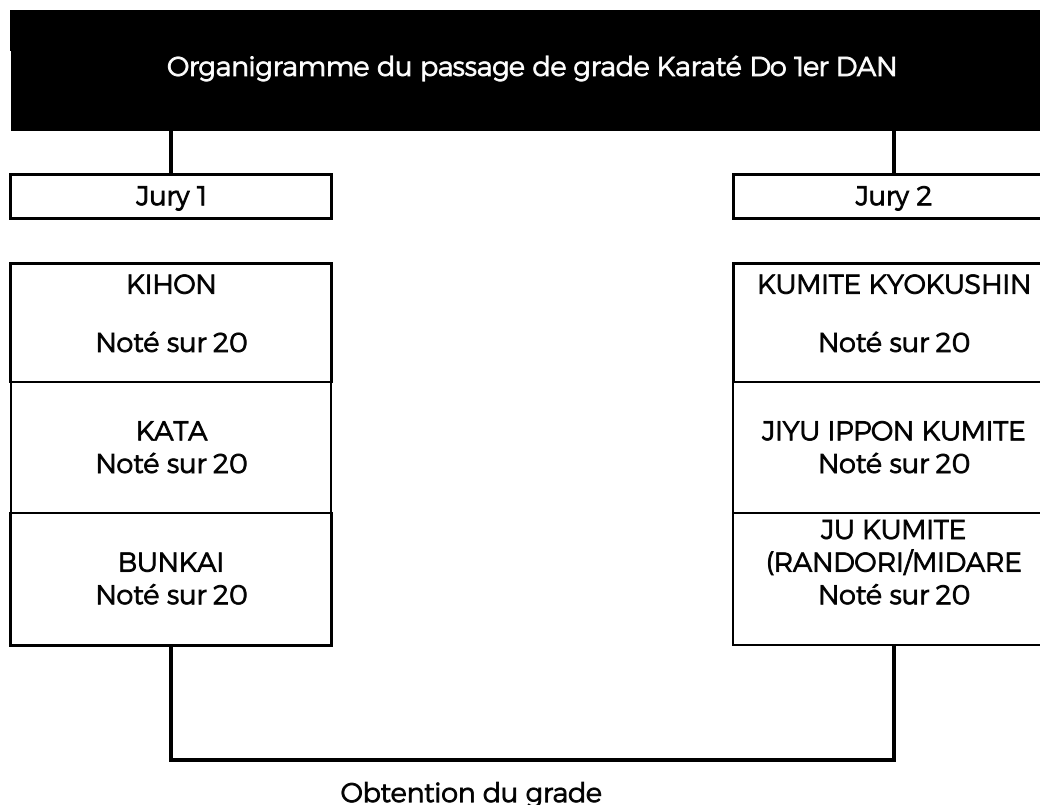 Organigramme du passage de grade Karaté Do 1er DAN
Jury 1
KIHON
Noté sur 20
KATA
Noté sur 20
BUNKAI
Noté sur 20
Jury 2
KUMITE KYOKUSHIN
Noté sur 20
JIYU IPPON KUMITE
Noté sur 20
JU KUMITE
(RANDORI/MIDARE
Noté sur 20
Obtention du grade